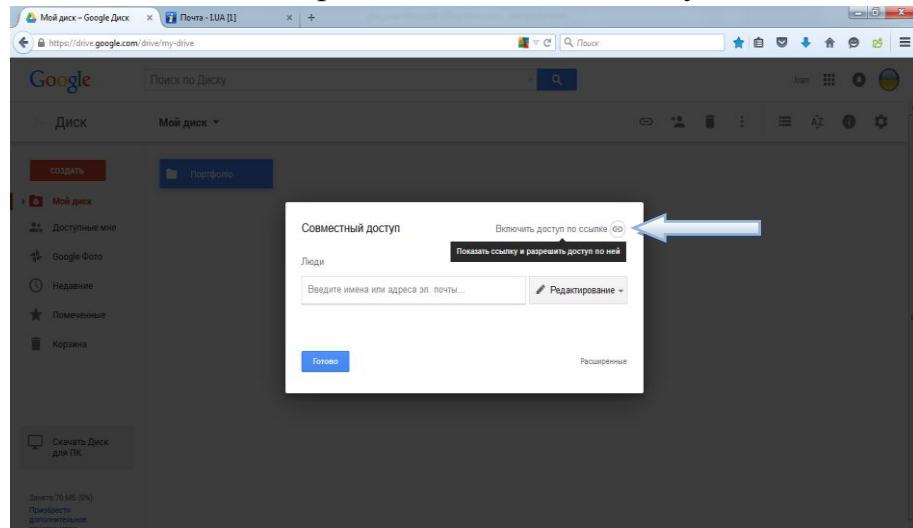 Мой диск – Google Диск × Почта - I.UA [1] × +
https://drive.google.com/drive/my-drive Поиск
Google Поиск по Диску
Диск Мой диск
СОЗДАТЬ Портфоліо
Мой диск
Доступные мне
Google Фото
Недавние
Помеченные
Корзина
Совместный доступ Включить доступ по ссылке
Показать ссылку и разрешить доступ по ней
Люди
Введите имена или адреса эл. почты... Редактирование
Готово Расширенные
Скачать Диск
для ПК
Занято 70 МБ (0%)
Приобрести
дополнительное